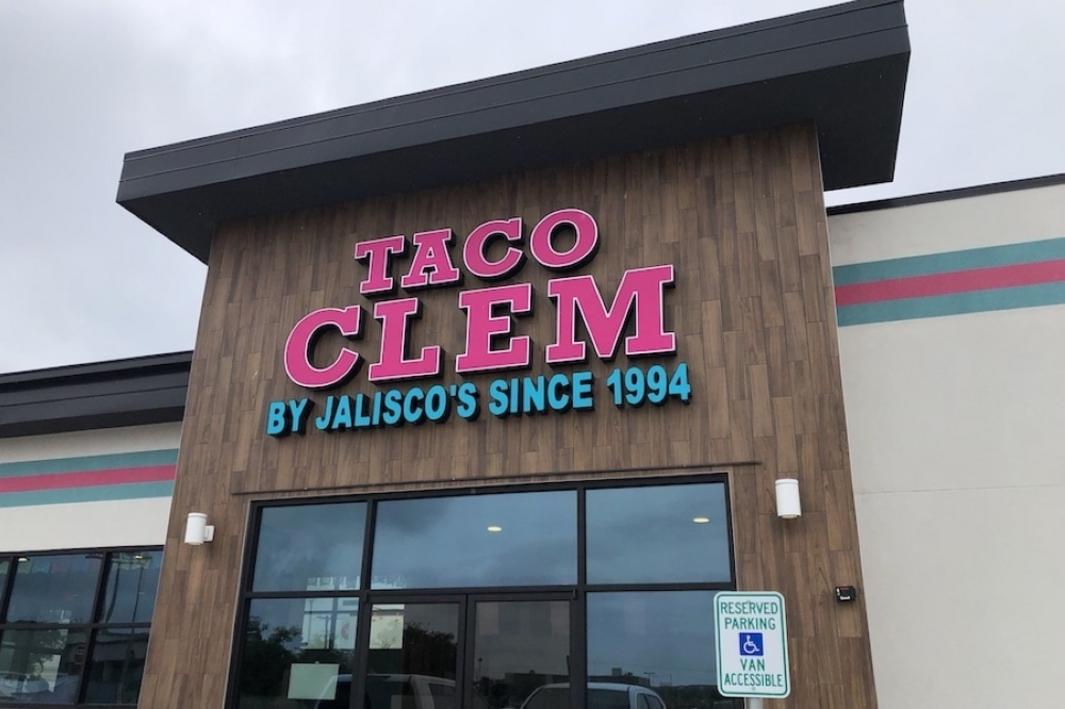 TACO
CLEM
BY JALISCO'S SINCE 1994
RESERVED
PARKING
VAN
ACCESSIBLE